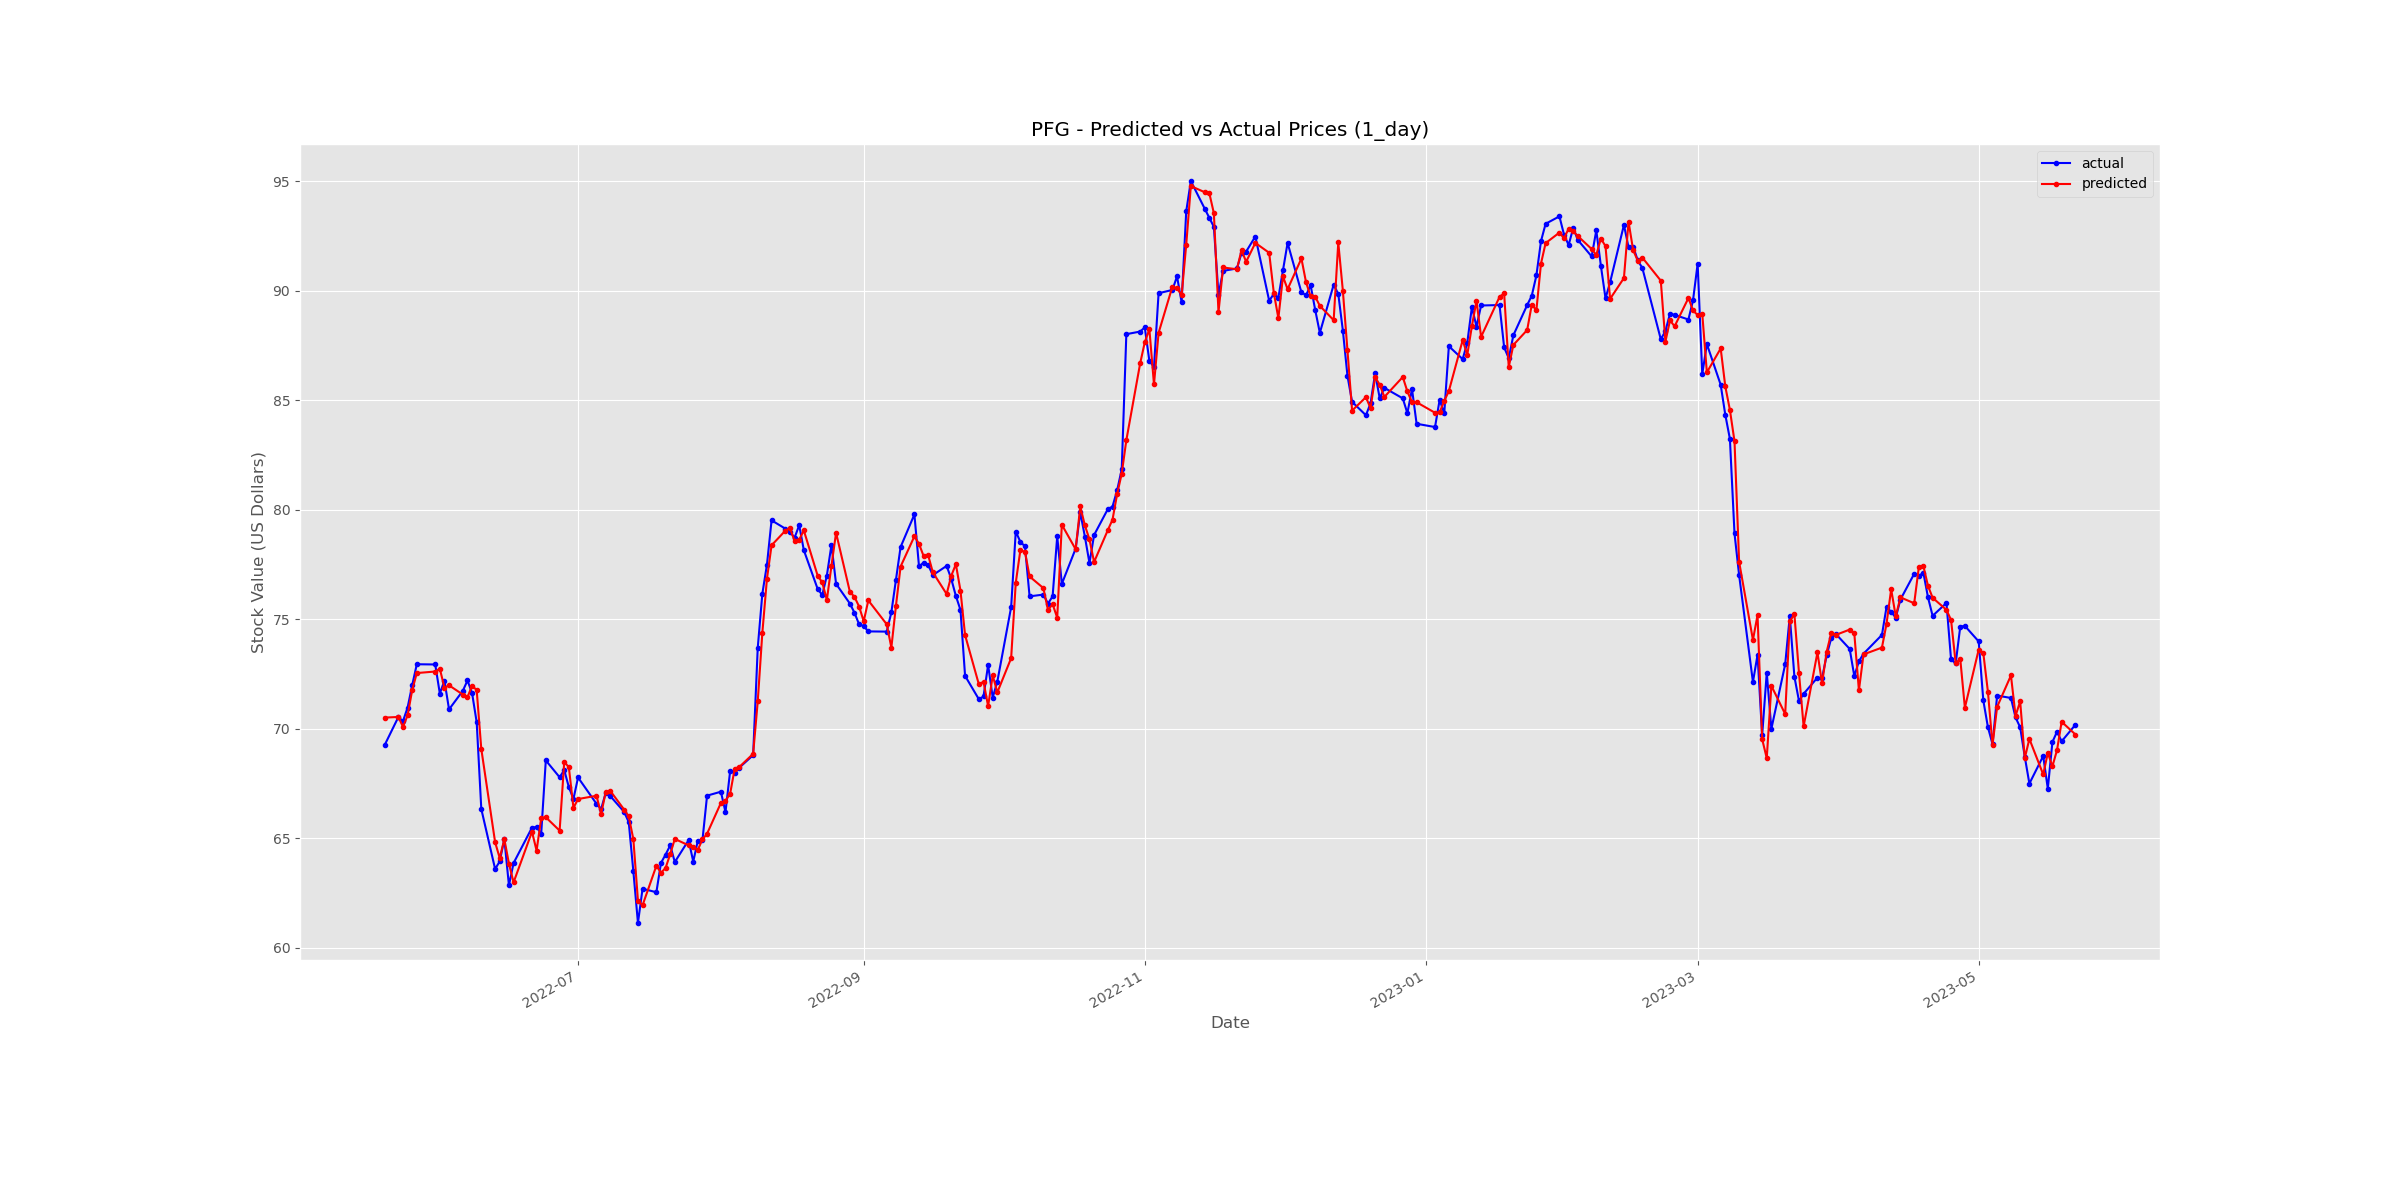 PFG - Predicted vs Actual Prices (1_day)
actual
predicted
95
90
85
80
75
70
65
60
Stock Value (US Dollars)
2022-07
2022-09
2022-11
2023-01
2023-03
2023-05
Date